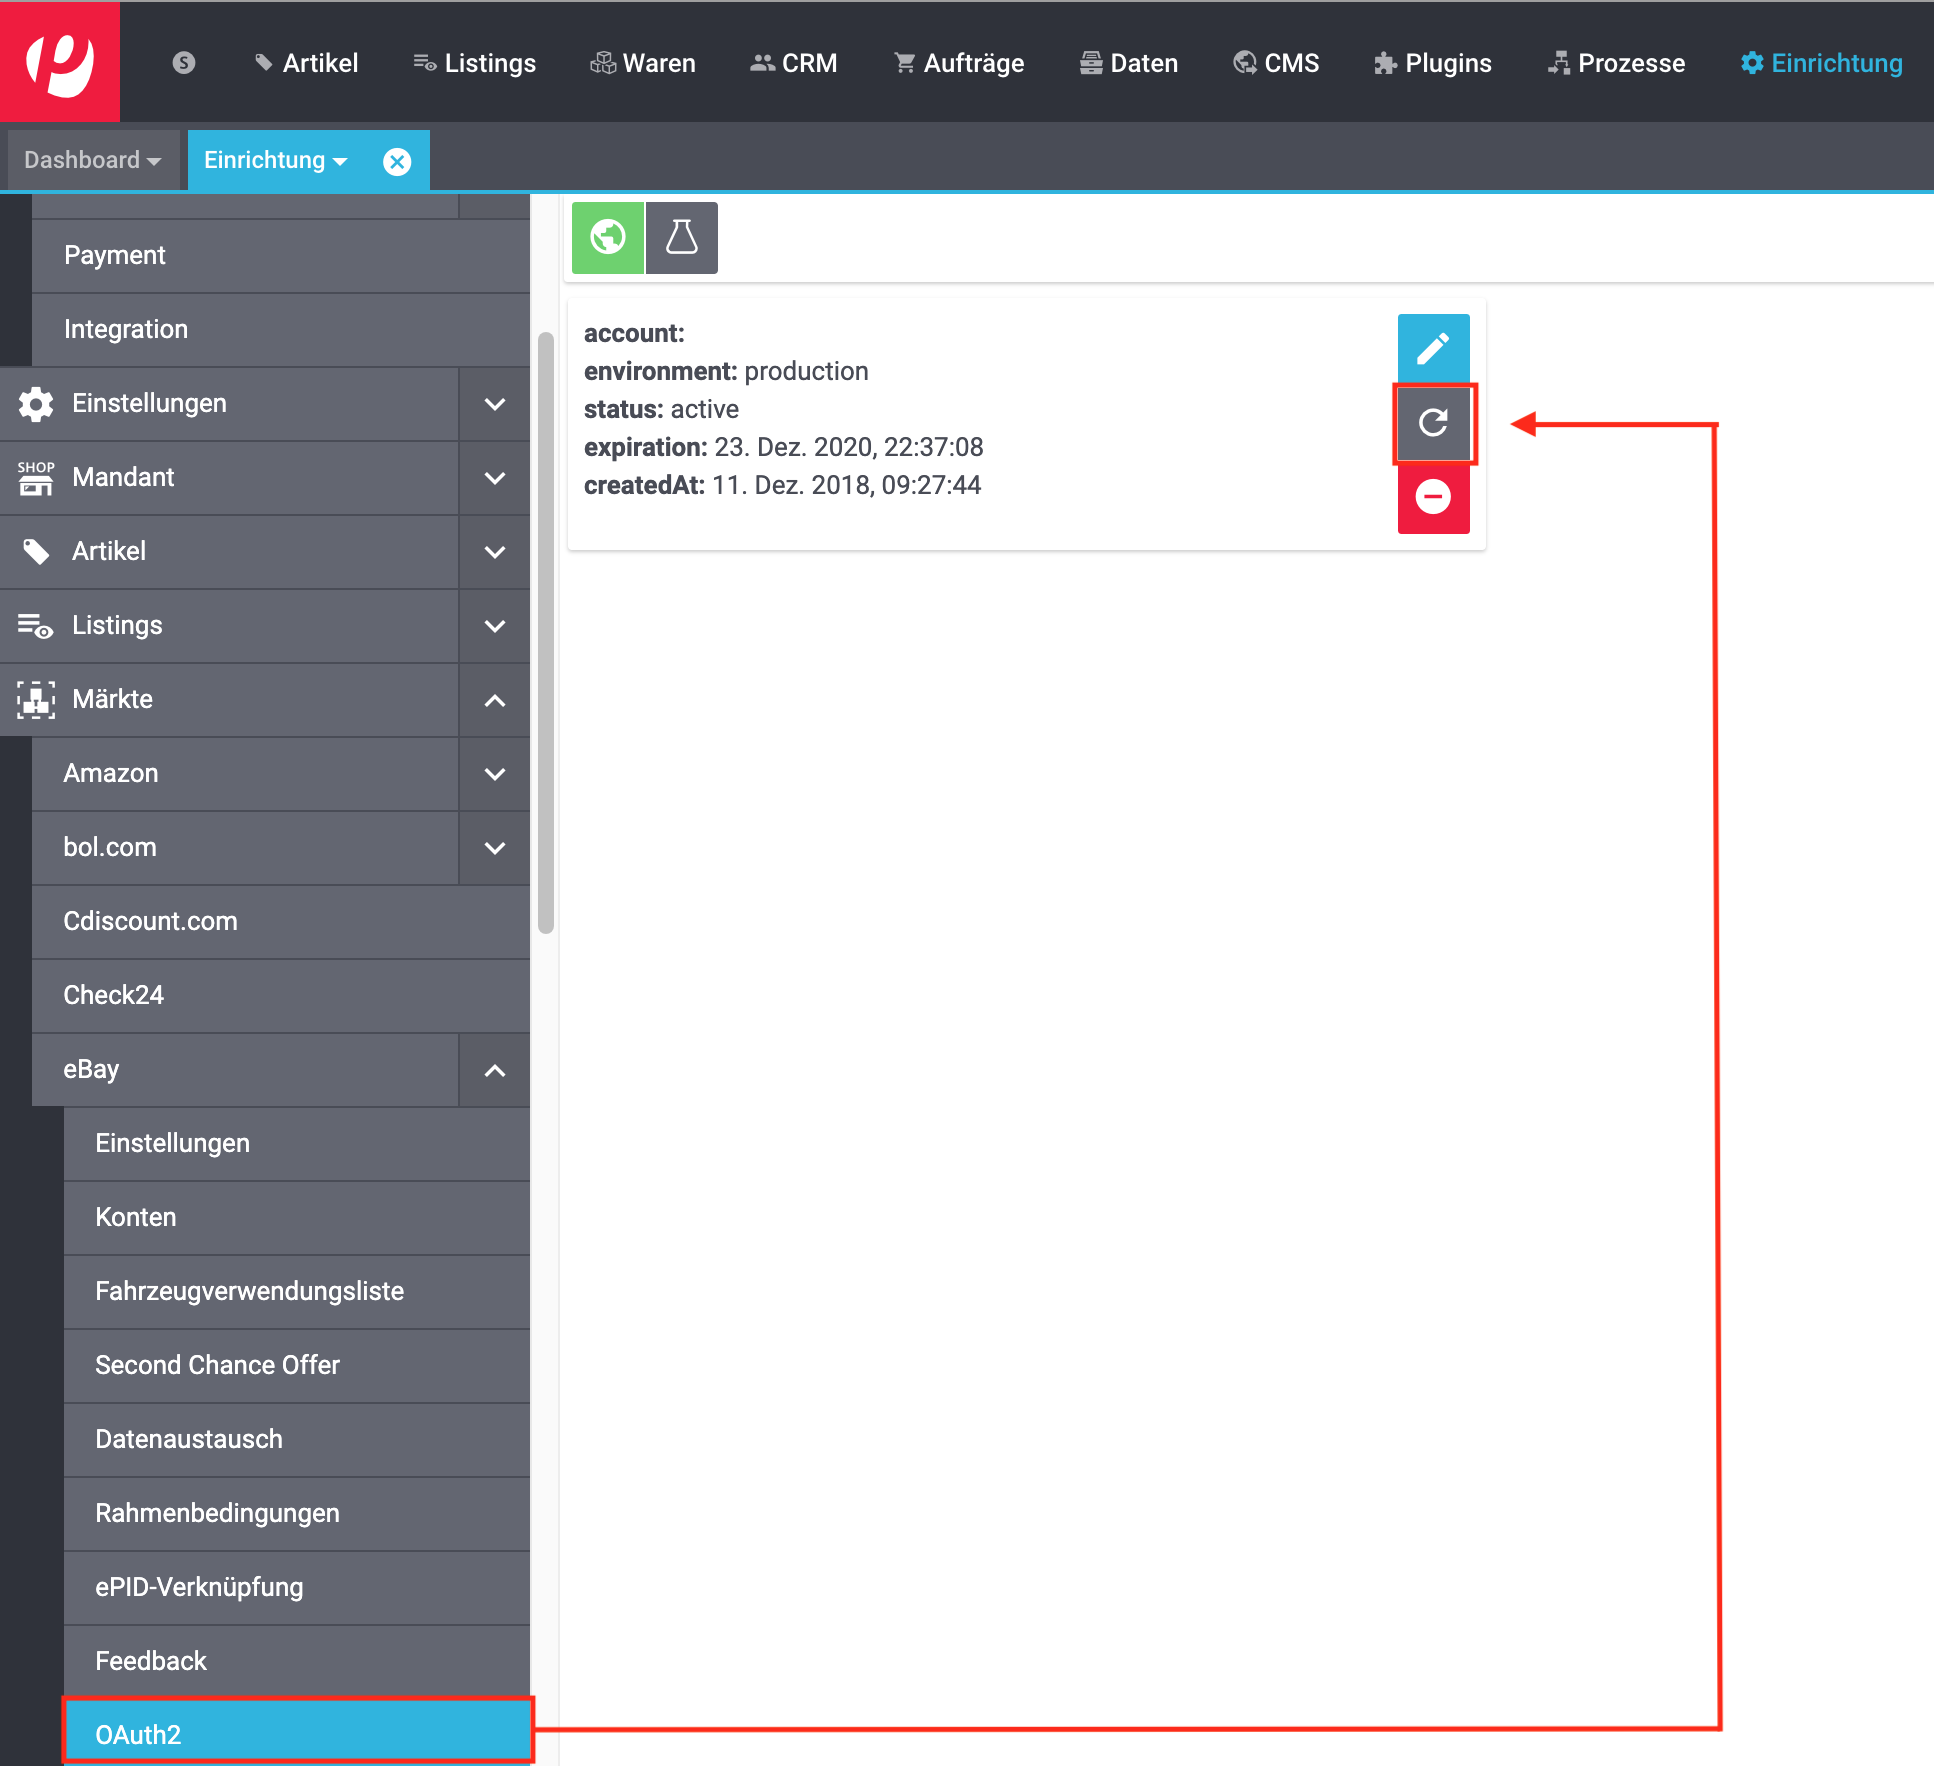 Artikel
Listings
Waren
CRM
Aufträge
Daten
CMS
Plugins
Prozesse
Einrichtung
Dashboard
Einrichtung
Payment
Integration
Einstellungen
SHOP
Mandant
Artikel
Listings
Märkte
Amazon
bol.com
Cdiscount.com
Check24
eBay
Einstellungen
Konten
Fahrzeugverwendungsliste
Second Chance Offer
Datenaustausch
Rahmenbedingungen
ePID-Verknüpfung
Feedback
OAuth2
account:
environment: production
status: active
expiration: 23. Dez. 2020, 22:37:08
createdAt: 11. Dez. 2018, 09:27:44